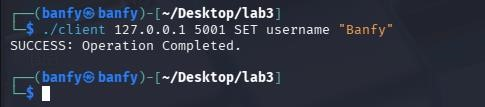 ┌──(banfy㉿banfy)-[~/Desktop/lab3]
└─$ ./client 127.0.0.1 5001 SET username "Banfy"
SUCCESS: Operation Completed.
┌──(banfy㉿banfy)-[~/Desktop/lab3]
└─$